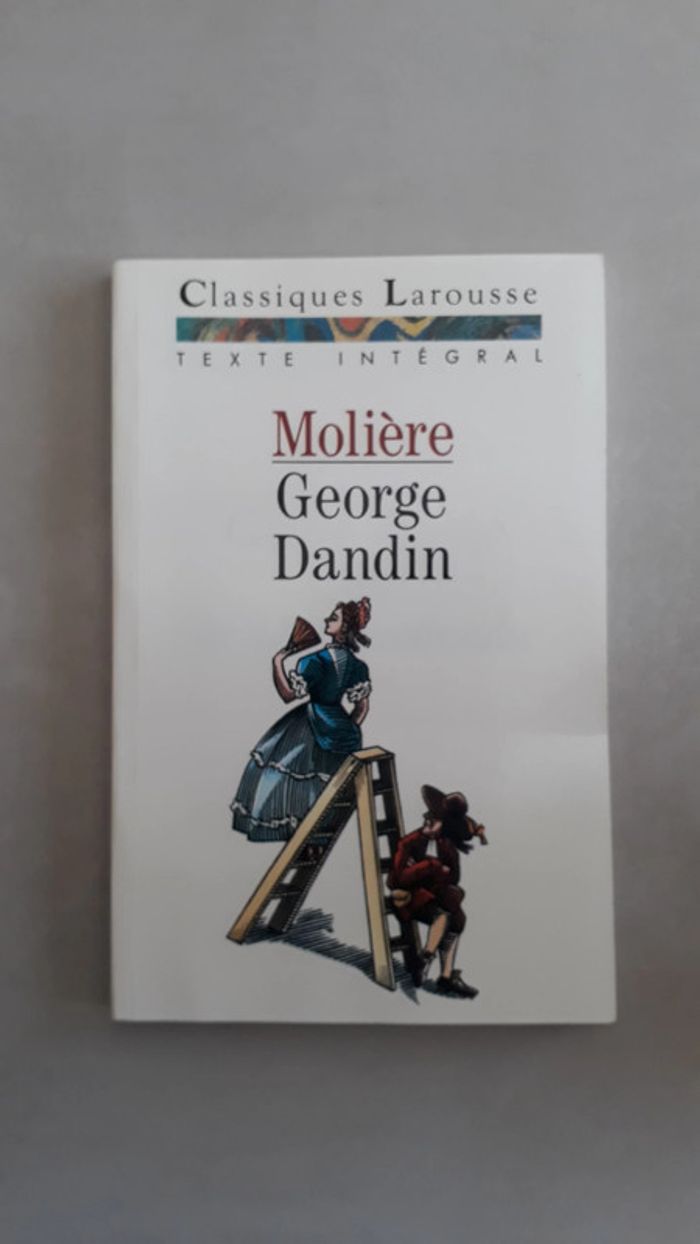 Classiques Larousse
TEXTE INTÉGRAL
Molière
George
Dandin